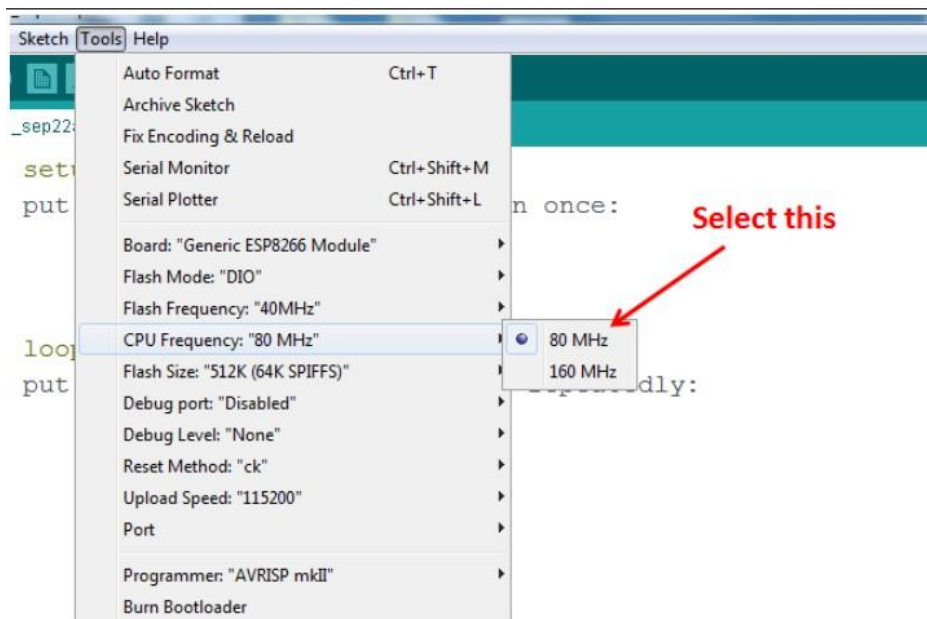 Sketch Tools Help
Auto Format Ctrl+T
Archive Sketch
_sep22
Fix Encoding & Reload
Serial Monitor Ctrl+Shift+M
Serial Plotter Ctrl+Shift+L
put n once:
Select this
Board: "Generic ESP8266 Module"
Flash Mode: "DIO"
Flash Frequency: "40MHz"
CPU Frequency: "80 MHz"
80 MHz
160 MHz
Flash Size: "512K (64K SPIFFS)"
put repeatedly:
Debug port: "Disabled"
Debug Level: "None"
Reset Method: "ck"
Upload Speed: "115200"
Port
Programmer: "AVRISP mkII"
Burn Bootloader